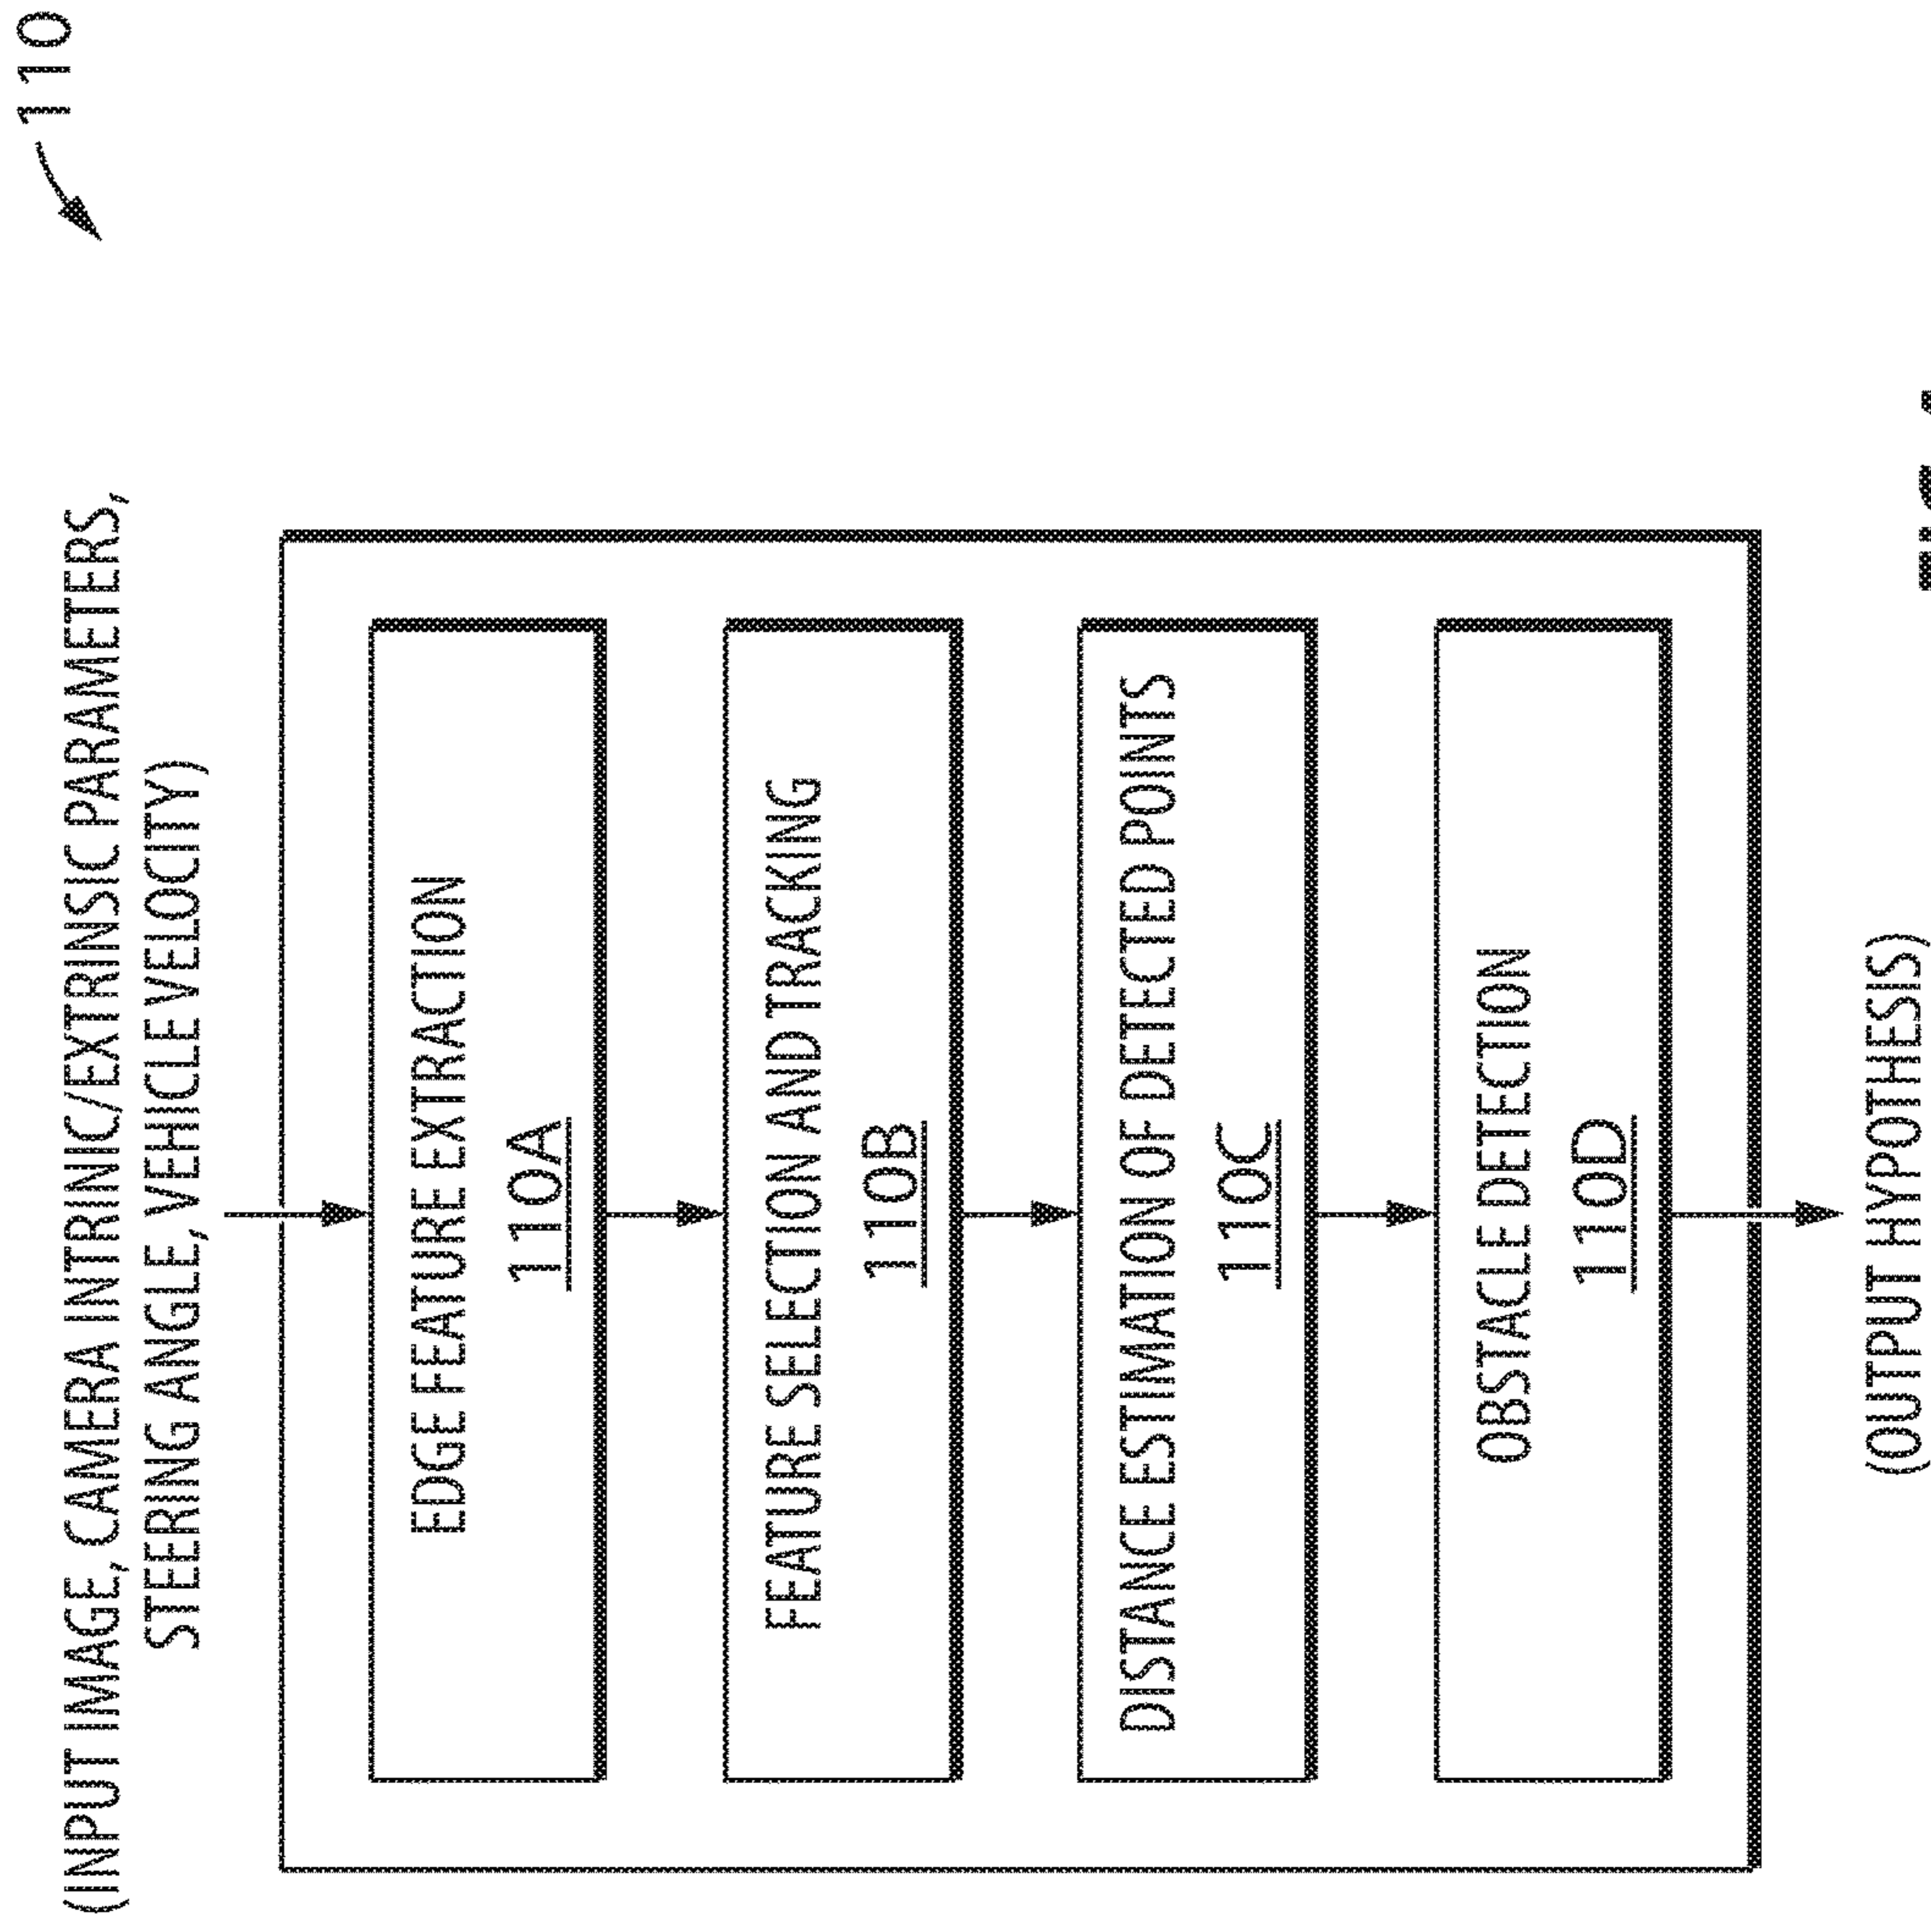 110
(INPUT IMAGE, CAMERA INTRINIC/EXTRINSIC PARAMETERS,
STEERING ANGLE, VEHICLE VELOCITY)
EDGE FEATURE EXTRACTION
110A
FEATURE SELECTION AND TRACKING
110B
DISTANCE ESTIMATION OF DETECTED POINTS
110C
OBSTACLE DETECTION
110D
(OUTPUT HYPOTHESIS)